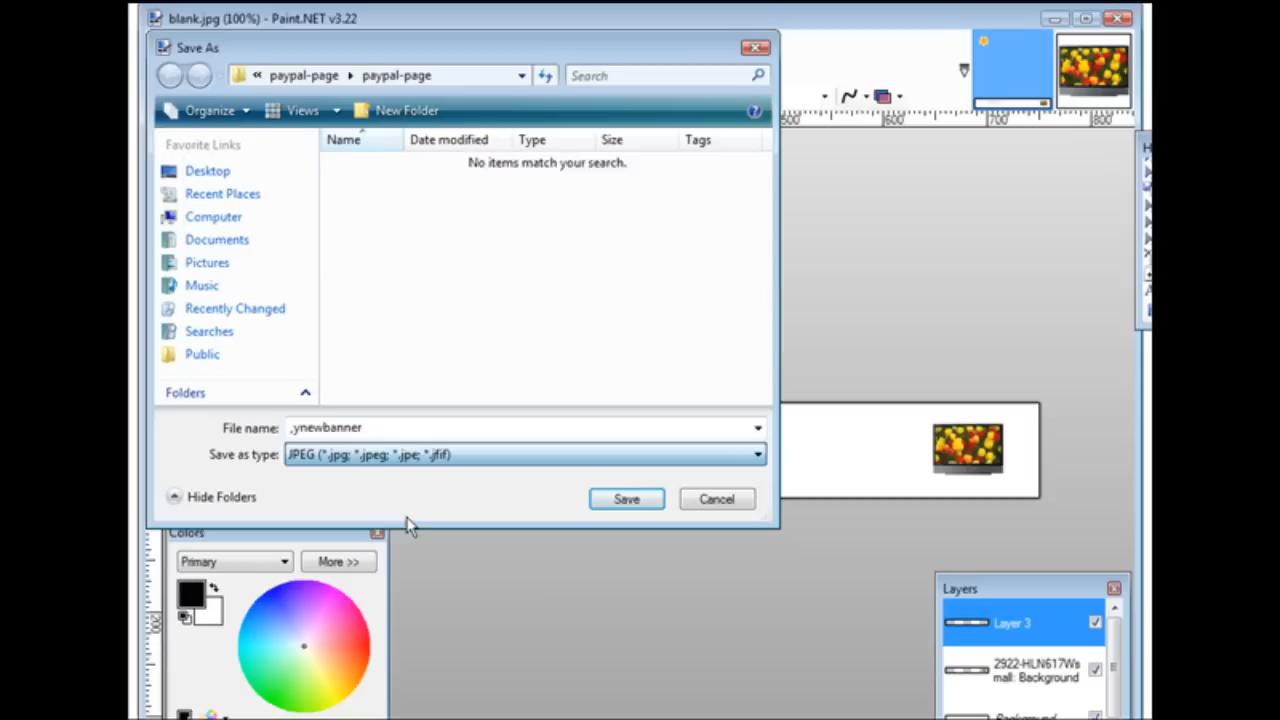 blank.jpg (100%) - Paint.NET v3.22
Save As
« paypal-page ▸ paypal-page
Search
Organize
Views
New Folder
Favorite Links
Desktop
Recent Places
Computer
Documents
Pictures
Music
Recently Changed
Searches
Public
Folders
Name
Date modified
Type
Size
Tags
No items match your search.
File name: ,ynewbanner
Save as type: JPEG (*.jpg; *.jpeg; *.jpe; *.jfif)
Hide Folders
Save
Cancel
500
600
700
800
Colors
Primary
More >>
200
Layers
Layer 3
2922-HLN617Ws
mall: Background
Background